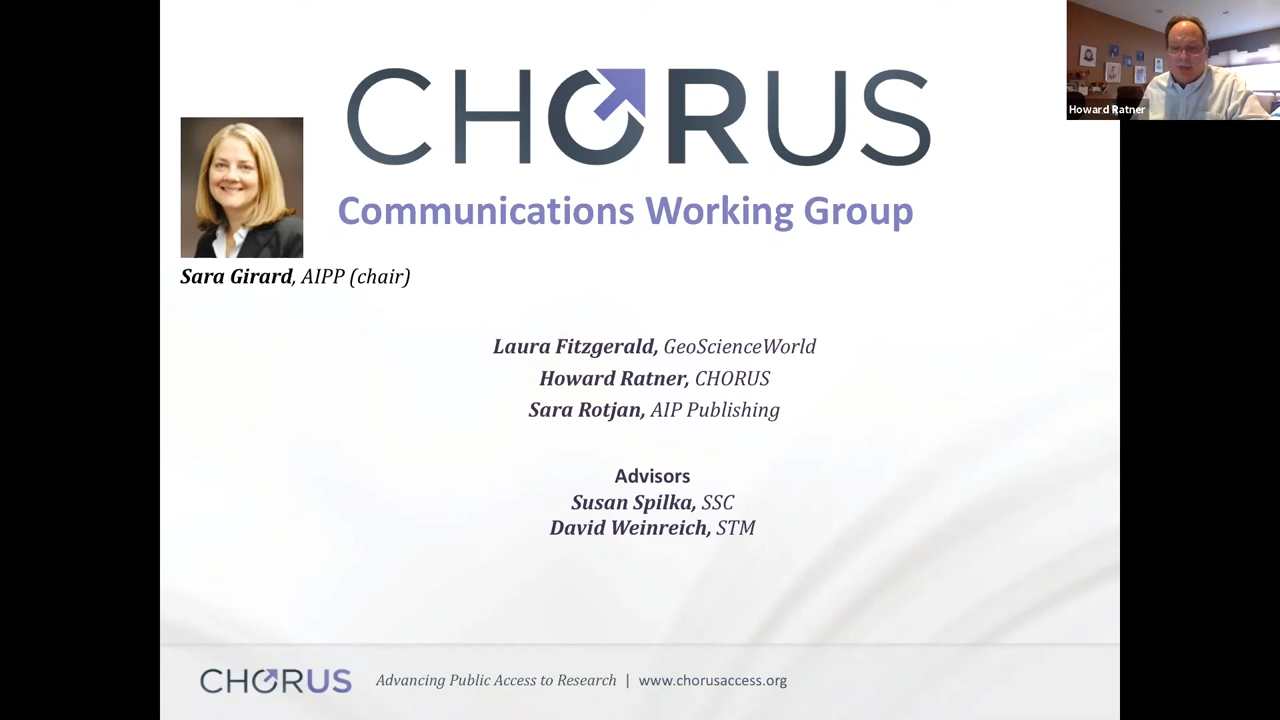 CHORUS
Howard Ratner
Communications Working Group
Sara Girard, AIPP (chair)
Laura Fitzgerald, GeoScienceWorld
Howard Ratner, CHORUS
Sara Rotjan, AIP Publishing
Advisors
Susan Spilka, SSC
David Weinreich, STM
CHORUS Advancing Public Access to Research | www.chorusaccess.org